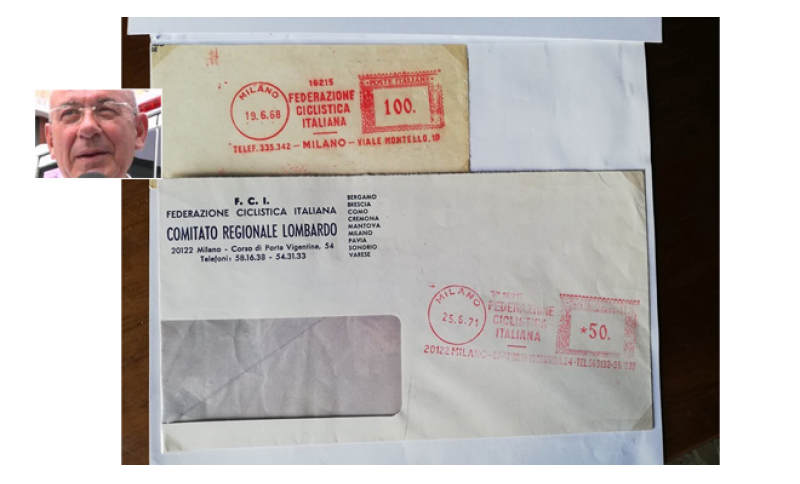 MILANO
19.6.68
16215
FEDERAZIONE
CICLISTICA
ITALIANA
POSTE ITALIANE
100.
TELEF. 335.342 — MILANO — VIALE MONTELLO, 10
F. C. I.
FEDERAZIONE CICLISTICA ITALIANA
COMITATO REGIONALE LOMBARDO
20122 Milano - Corso di Porta Vigentina, 54
Telefoni: 58.16.38 - 54.31.33
BERGAMO
BRESCIA
COMO
CREMONA
MANTOVA
MILANO
PAVIA
SONDRIO
VARESE
MILANO
25.6.71
FEDERAZIONE
CICLISTICA
ITALIANA
*50.
20122 MILANO